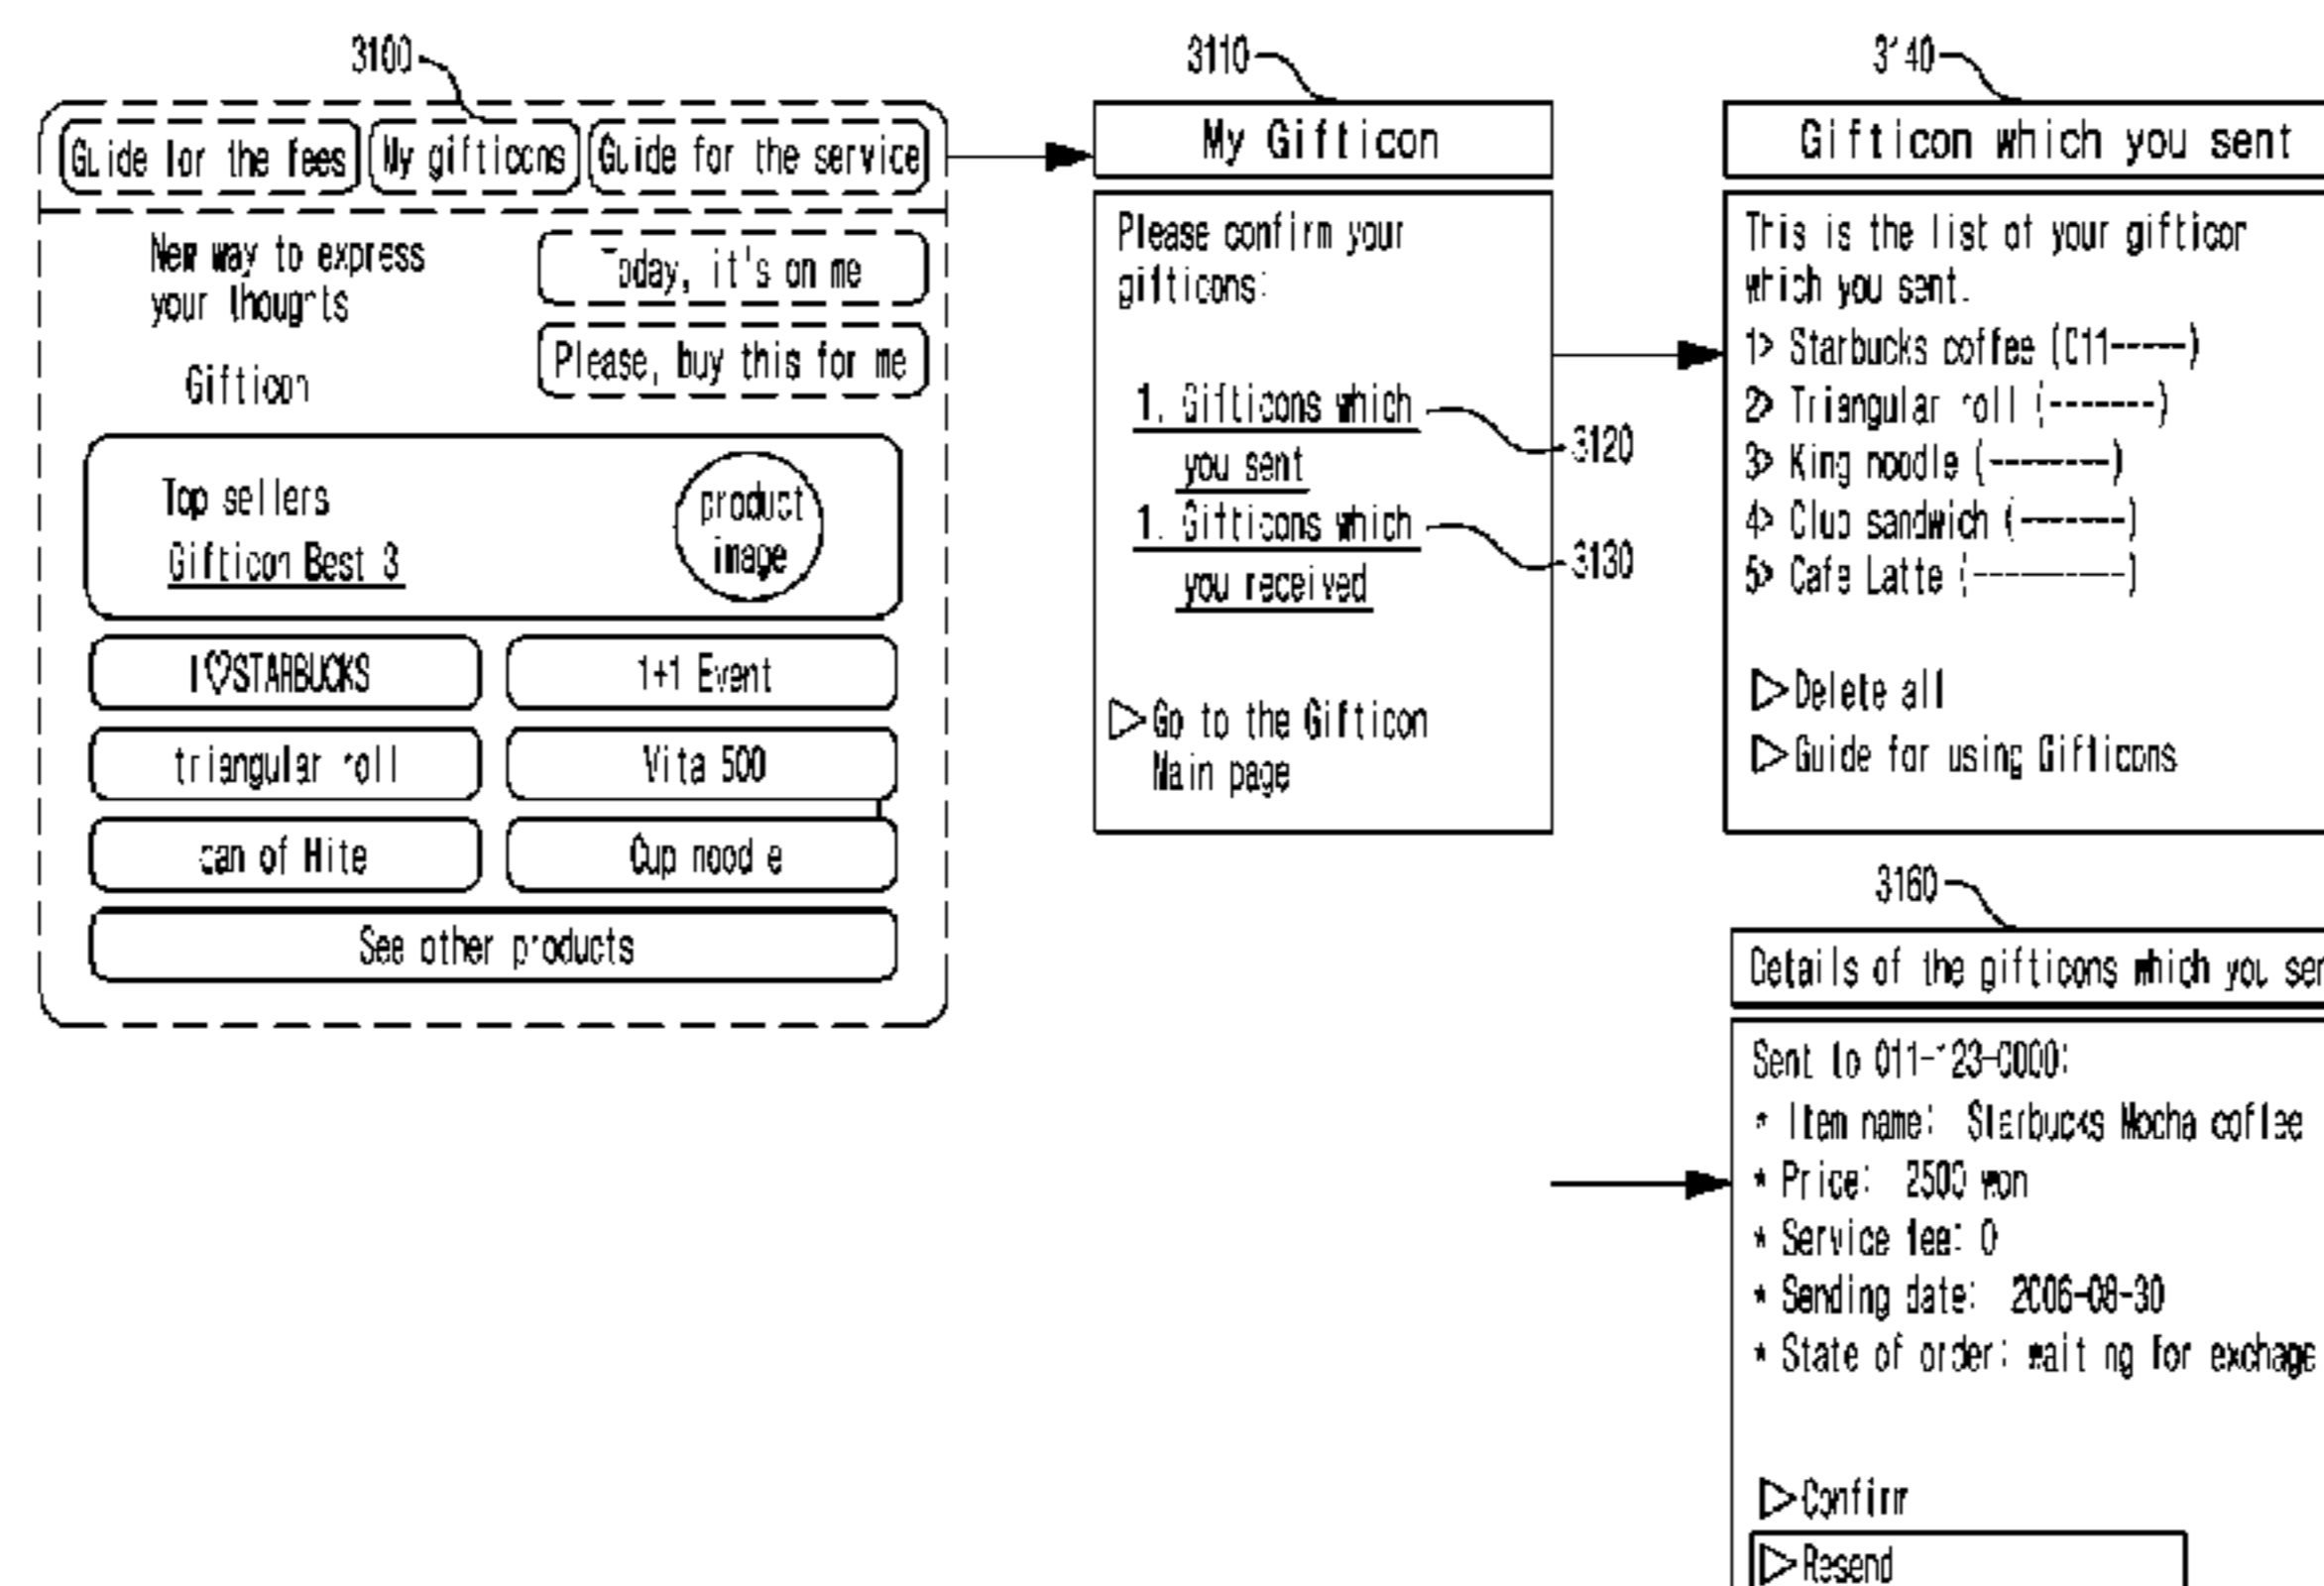 3100
Guide for the fees
My gifticons
Guide for the service
New way to express
your thoughts
Gifticon
Today, it's on me
Please, buy this for me
Top sellers
Gifticon Best 3
product
image
I♡STARBUCKS
1+1 Event
triangular roll
Vita 500
can of Hite
Cup noodle
See other products
3110
My Gifticon
Please confirm your
gifticons:
1. Gifticons which
you sent
3120
1. Gifticons which
you received
3130
▷Go to the Gifticon
Main page
3140
Gifticon which you sent
This is the list of your gifticon
which you sent.
1> Starbucks coffee (011-----)
2> Triangular roll (-------)
3> King noodle (--------)
4> Club sandwich (-------)
5> Cafe Latte (----------)
▷Delete all
▷Guide for using Gifticons
3160
Details of the gifticons which you
Sent to 011-123-0000:
* Item name: Starbucks Mocha coffee
* Price: 2500 won
* Service fee: 0
* Sending date: 2006-08-30
* State of order: waiting for exchage
▷Confirm
▷Resend